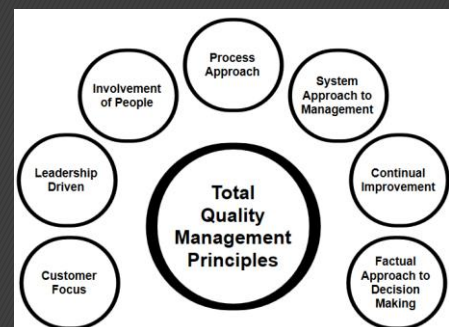 Process
Approach
Involvement
of People
System
Approach to
Management
Leadership
Driven
Continual
Improvement
Total
Quality
Management
Principles
Customer
Focus
Factual
Approach to
Decision
Making